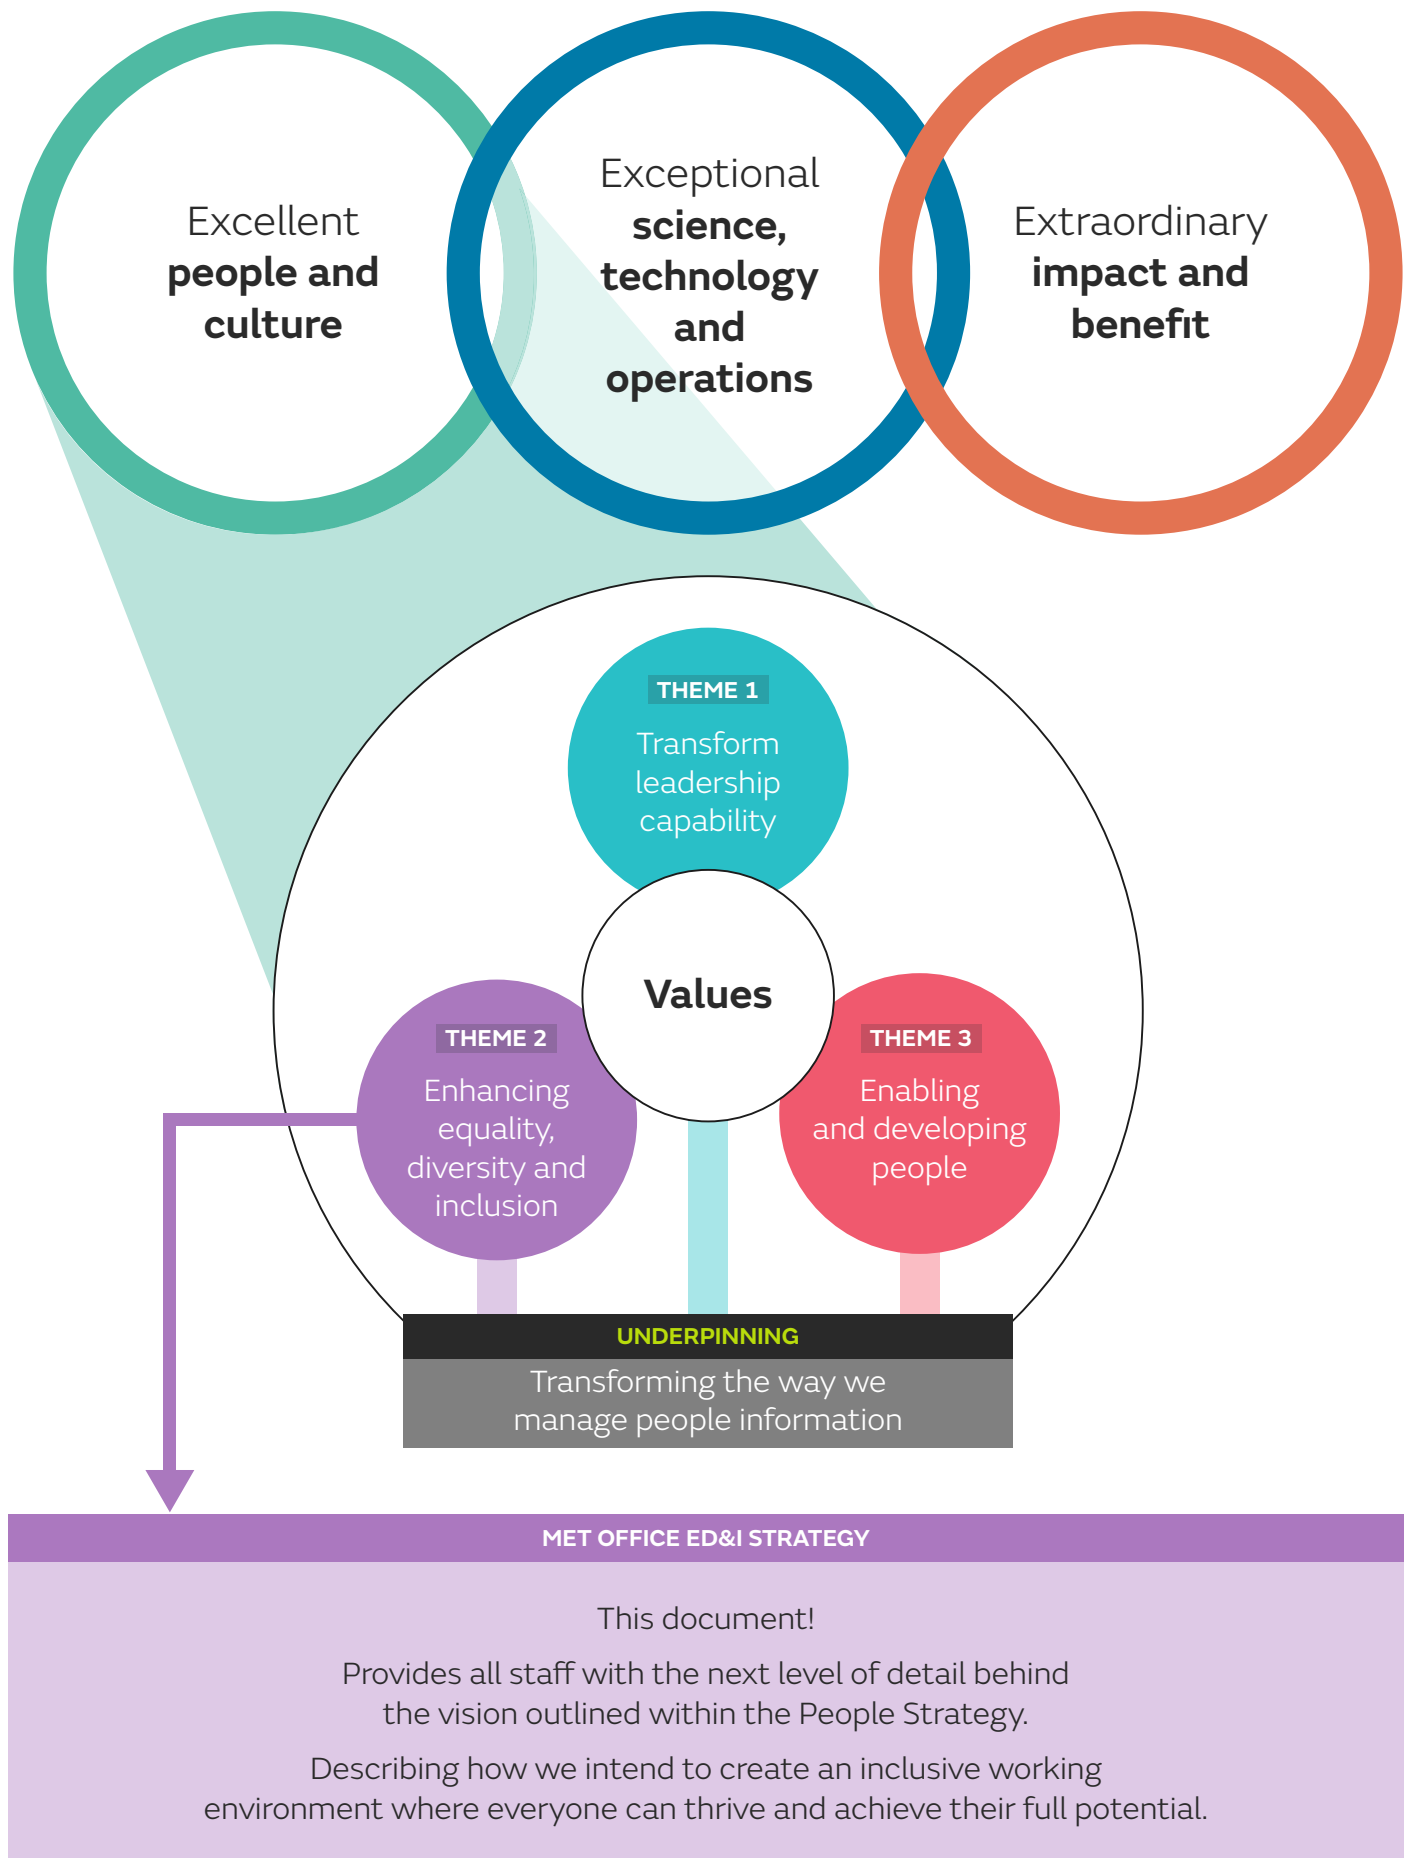 Excellent
people and
culture
Exceptional
science,
technology
and
operations
Extraordinary
impact and
benefit
THEME 1
Transform
leadership
capability
Values
THEME 2
Enhancing
equality,
diversity and
inclusion
THEME 3
Enabling
and developing
people
UNDERPINNING
Transforming the way we
manage people information
MET OFFICE ED&I STRATEGY
This document!
Provides all staff with the next level of detail behind
the vision outlined within the People Strategy.
Describing how we intend to create an inclusive working
environment where everyone can thrive and achieve their full potential.